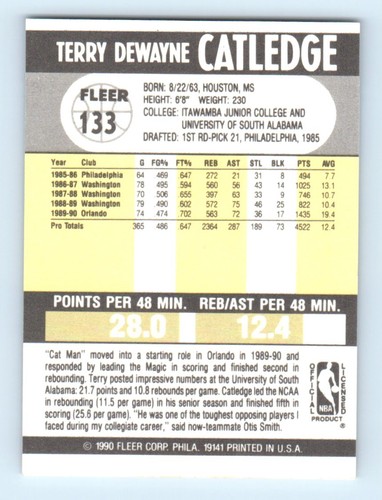 TERRY DEWAYNE CATLEDGE
FLEER
133
BORN: 8/22/63, HOUSTON, MS
HEIGHT: 6'8" WEIGHT: 230
COLLEGE: ITAWAMBA JUNIOR COLLEGE AND
UNIVERSITY OF SOUTH ALABAMA
DRAFTED: 1ST RD-PICK 21, PHILADELPHIA, 1985
Year Club G FG% FT% REB AST STL BLK PTS AVG
1985-86 Philadelphia 64 469 647 272 21 31 8 494 7.7
1986-87 Washington 78 495 594 560 56 43 14 1025 13.1
1987-88 Washington 70 506 655 397 63 33 9 746 10.7
1988-89 Washington 79 490 602 572 75 46 25 822 10.4
1989-90 Orlando 74 474 702 563 72 36 17 1435 19.4
Pro Totals 365 486 647 2364 287 189 73 4522 12.4
POINTS PER 48 MIN. REB/AST PER 48 MIN.
28.0 12.4
"Cat Man" moved into a starting role in Orlando in 1989-90 and
responded by leading the Magic in scoring and finished second in
rebounding. Terry posted impressive numbers at the University of South
Alabama: 21.7 points and 10.8 rebounds per game. Catledge led the NCAA
in rebounding (11.5 per game) in his senior season and finished fifth in
scoring (25.6 per game). "He was one of the toughest opposing players I
faced during my collegiate career," said now-teammate Otis Smith.
OFFICIAL LICENSED
NBA
PRODUCT
© 1990 FLEER CORP. PHILA. 19141 PRINTED IN U.S.A.